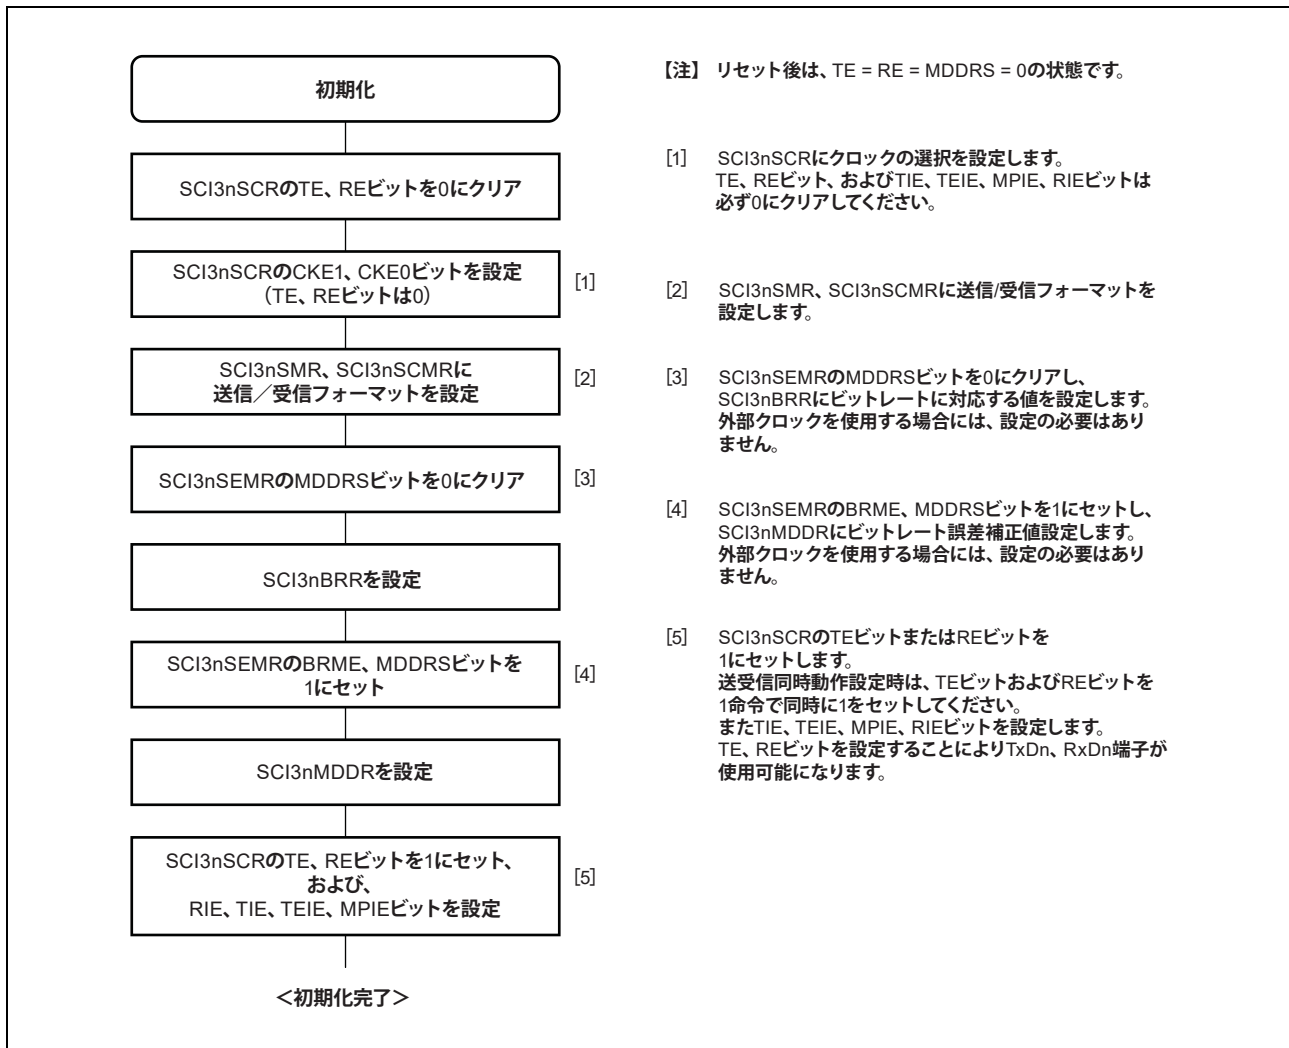 初期化
SCI3nSCRのTE、REビットを0にクリア
SCI3nSCRのCKE1、CKE0ビットを設定
（TE、REビットは0）
[1]
SCI3nSMR、SCI3nSCMRに
送信／受信フォーマットを設定
[2]
SCI3nSEMRのMDDRSビットを0にクリア
[3]
SCI3nBRRを設定
SCI3nSEMRのBRME、MDDRSビットを
1にセット
[4]
SCI3nMDDRを設定
SCI3nSCRのTE、REビットを1にセット、
および、
RIE、TIE、TEIE、MPIEビットを設定
[5]
＜初期化完了＞
【注】 リセット後は、TE = RE = MDDRS = 0の状態です。
[1] SCI3nSCRにクロックの選択を設定します。
TE、REビット、およびTIE、TEIE、MPIE、RIEビットは
必ず0にクリアしてください。
[2] SCI3nSMR、SCI3nSCMRに送信/受信フォーマットを
設定します。
[3] SCI3nSEMRのMDDRSビットを0にクリアし、
SCI3nBRRにビットレートに対応する値を設定します。
外部クロックを使用する場合には、設定の必要はあり
ません。
[4] SCI3nSEMRのBRME、MDDRSビットを1にセットし、
SCI3nMDDRにビットレート誤差補正値設定します。
外部クロックを使用する場合には、設定の必要はあり
ません。
[5] SCI3nSCRのTEビットまたはREビットを
1にセットします。
送受信同時動作設定時は、TEビットおよびREビットを
1命令で同時に1をセットしてください。
またTIE、TEIE、MPIE、RIEビットを設定します。
TE、REビットを設定することによりTxDn、RxDn端子が
使用可能になります。